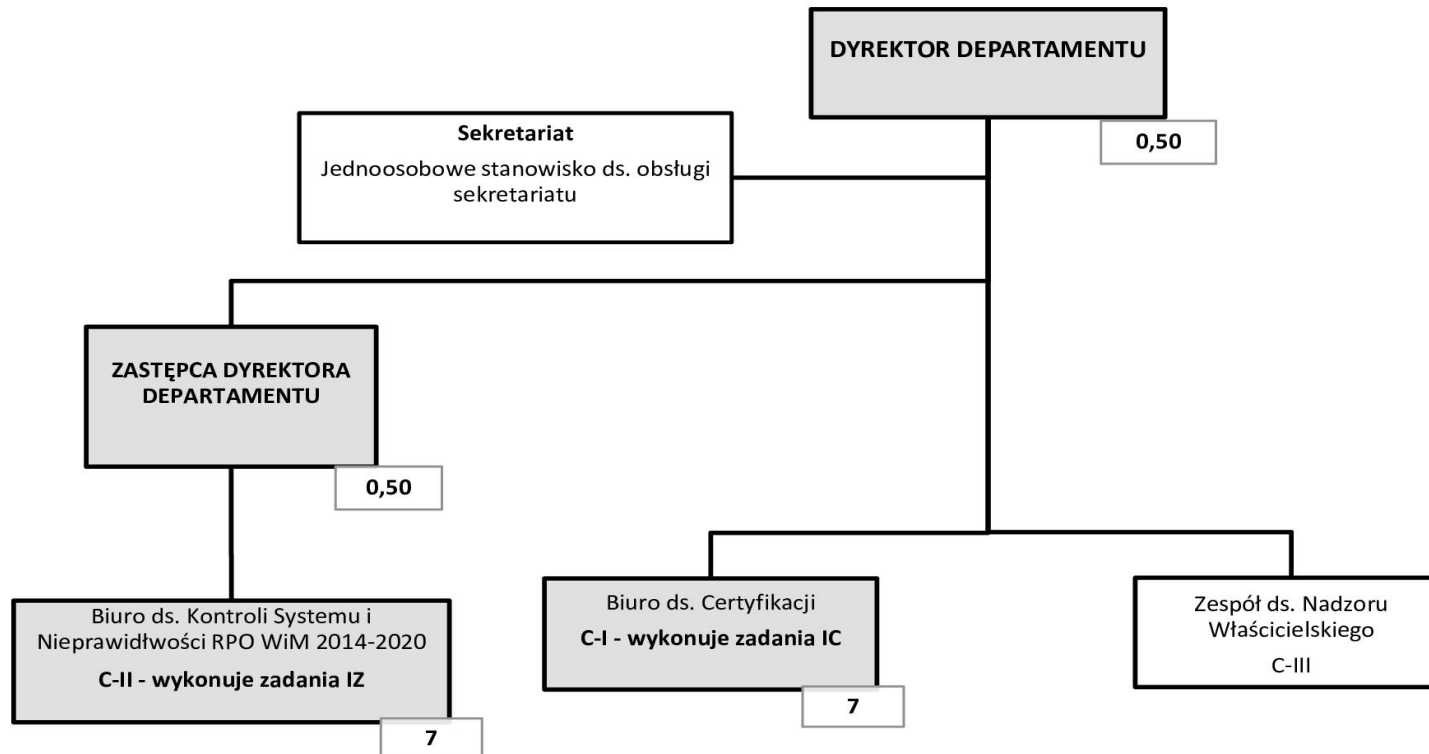 DYREKTOR DEPARTAMENTU
0,50
Sekretariat
Jednoosobowe stanowisko ds. obsługi
sekretariatu
ZASTĘPCA DYREKTORA
DEPARTAMENTU
0,50
Biuro ds. Kontroli Systemu i
Nieprawidłwości RPO WiM 2014-2020
C-II - wykonuje zadania IZ
7
Biuro ds. Certyfikacji
C-I - wykonuje zadania IC
7
Zespół ds. Nadzoru
Właścicielskiego
C-III